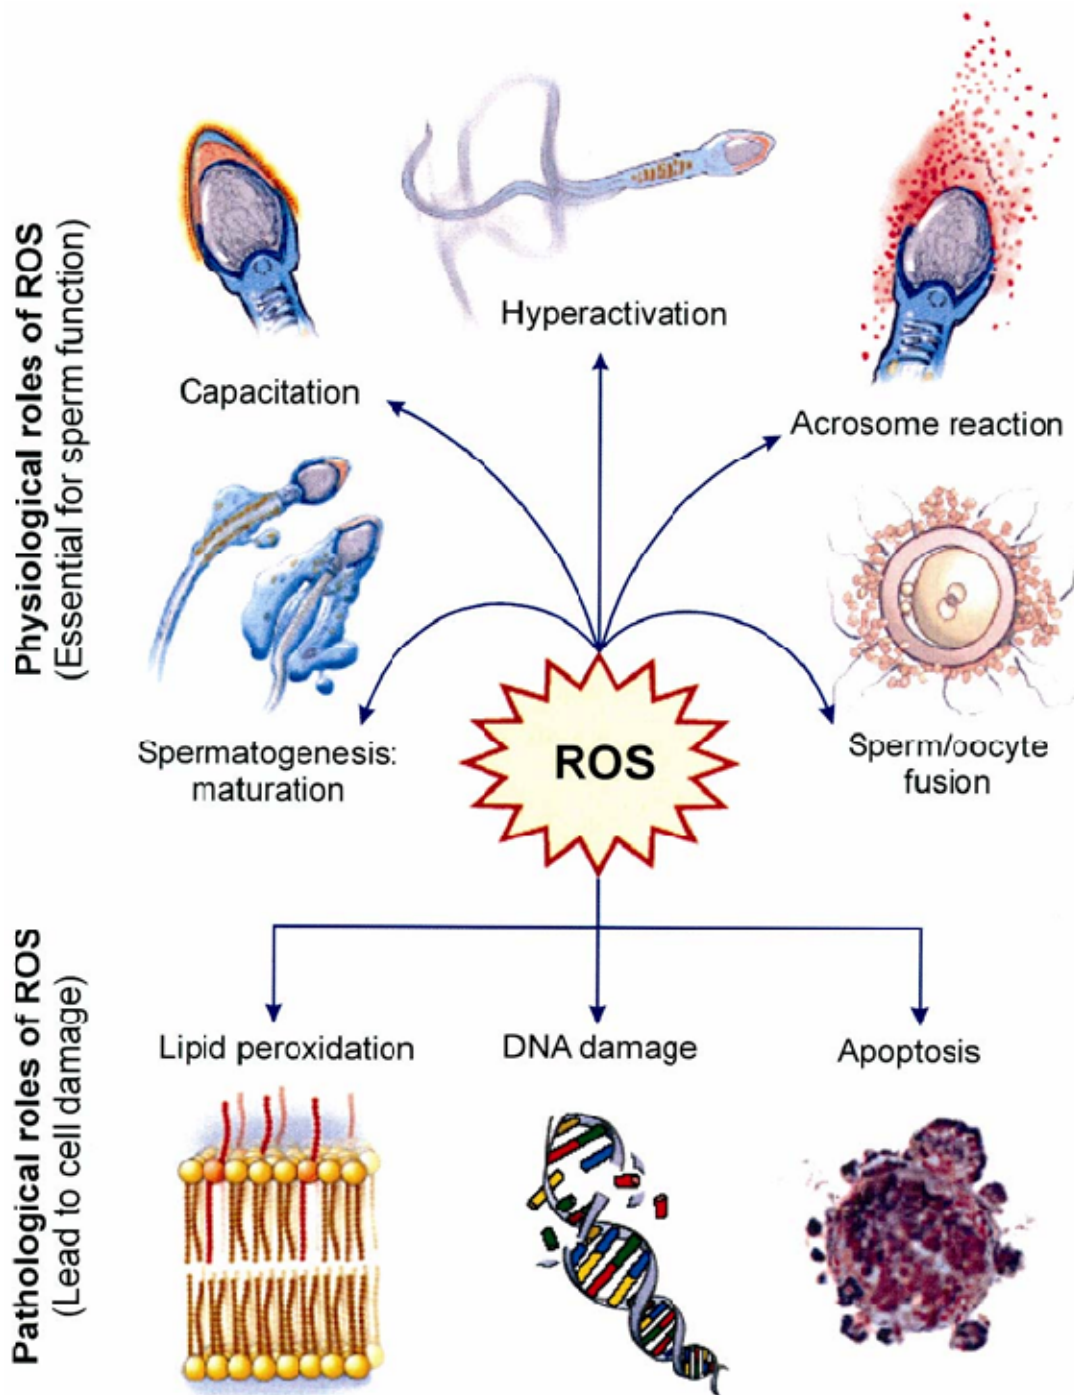 Physiological roles of ROS
(Essential for sperm function)
Capacitation
Hyperactivation
Acrosome reaction
Spermatogenesis:
maturation
ROS
Sperm/oocyte
fusion
Pathological roles of ROS
(Lead to cell damage)
Lipid peroxidation
DNA damage
Apoptosis